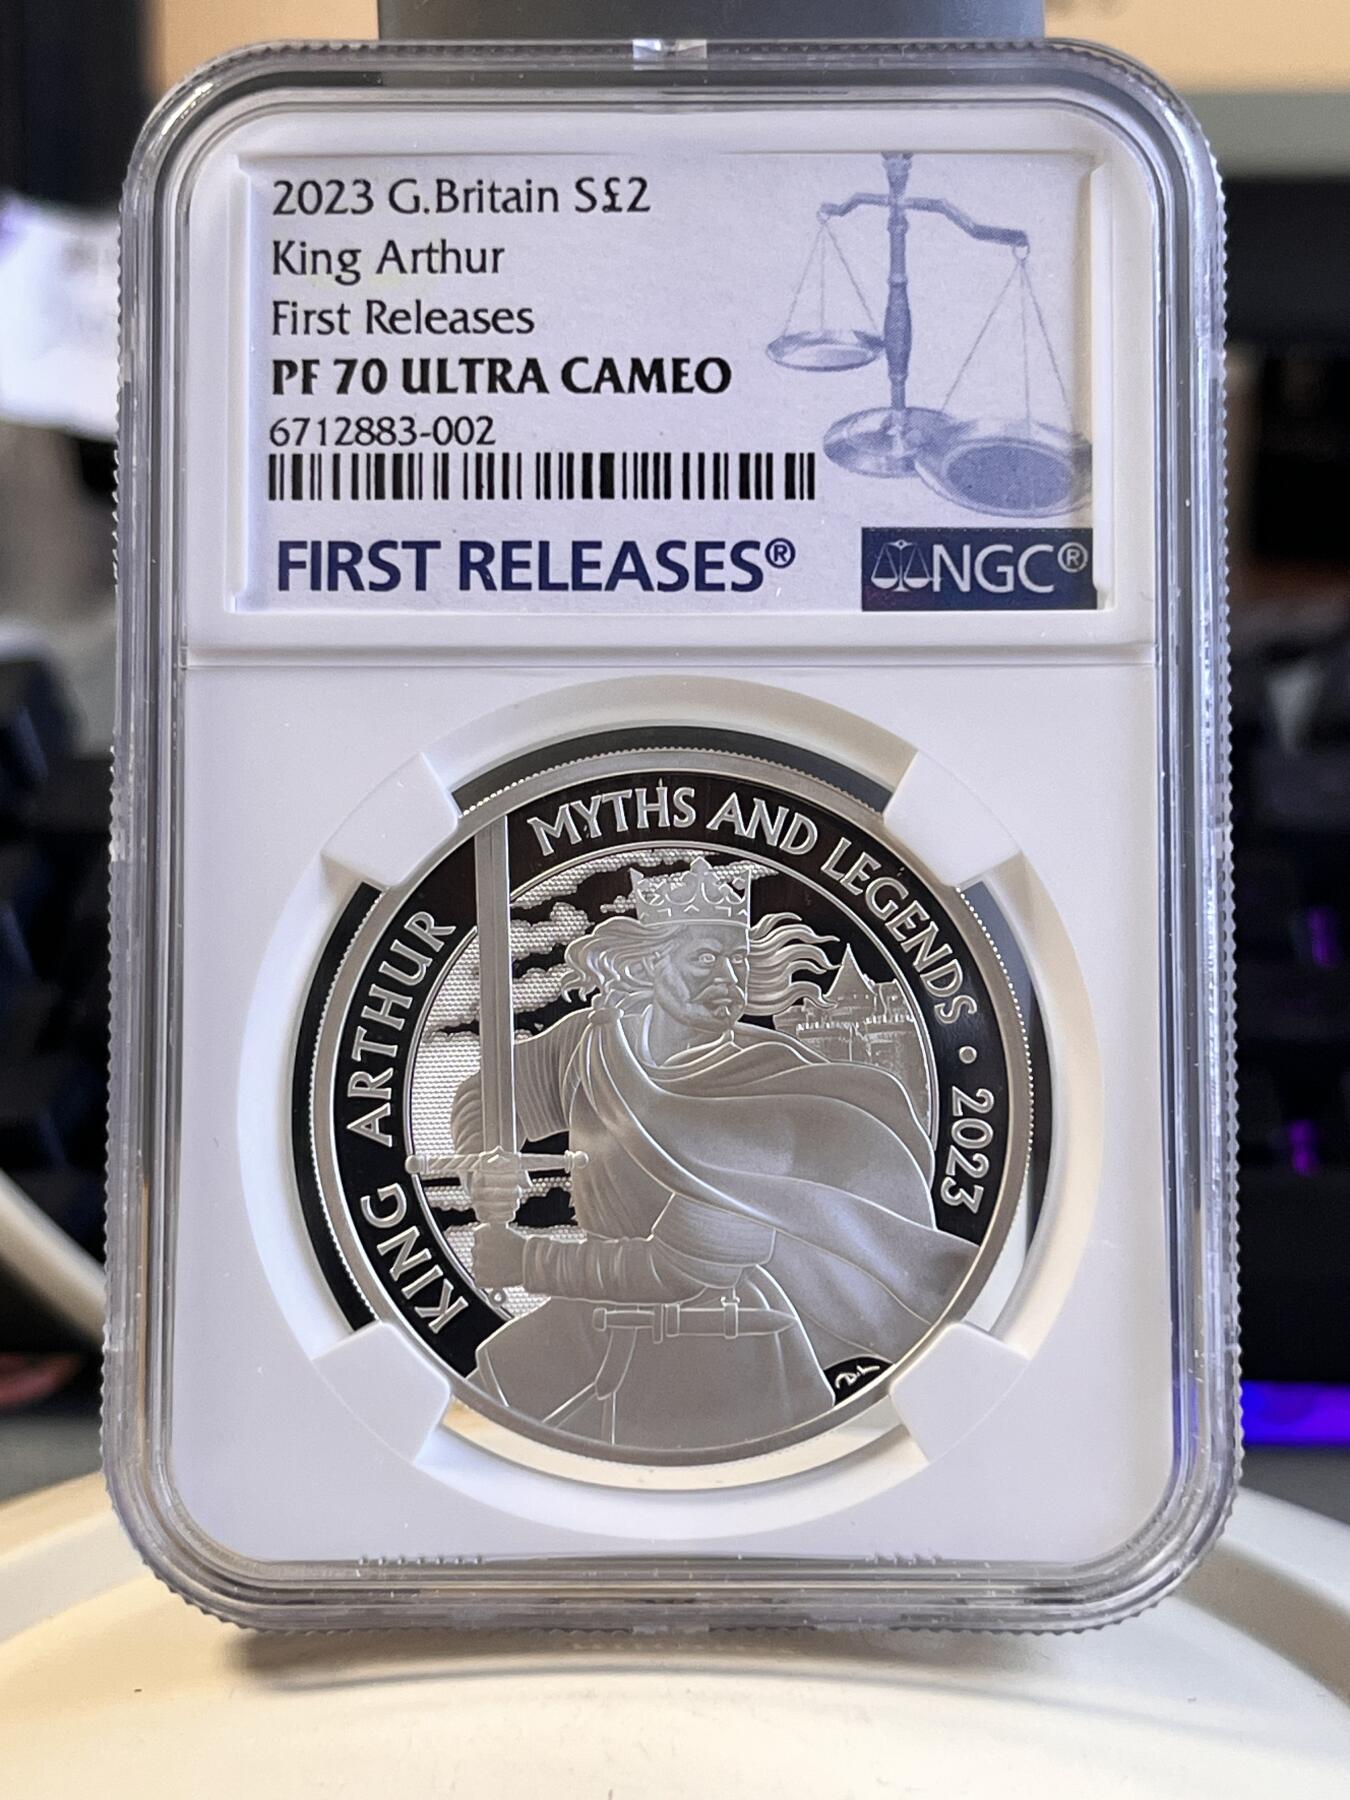 2023 G.Britain S£2
King Arthur
First Releases
PF 70 ULTRA CAMEO
6712883-002
FIRST RELEASES®
NGC®
KING ARTHUR
MYTHS AND LEGENDS • 2023